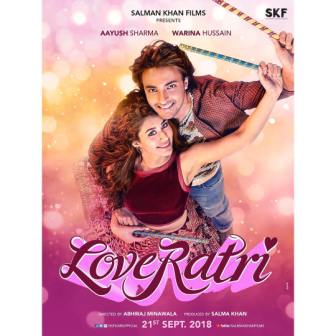 SALMAN KHAN FILMS
PRESENTS
SKF
AAYUSH SHARMA WARINA HUSSAIN
LoveRatri
DIRECTED BY ABHIRAJ MINAWALA PRODUCED BY SALMA KHAN
21ST SEPT. 2018